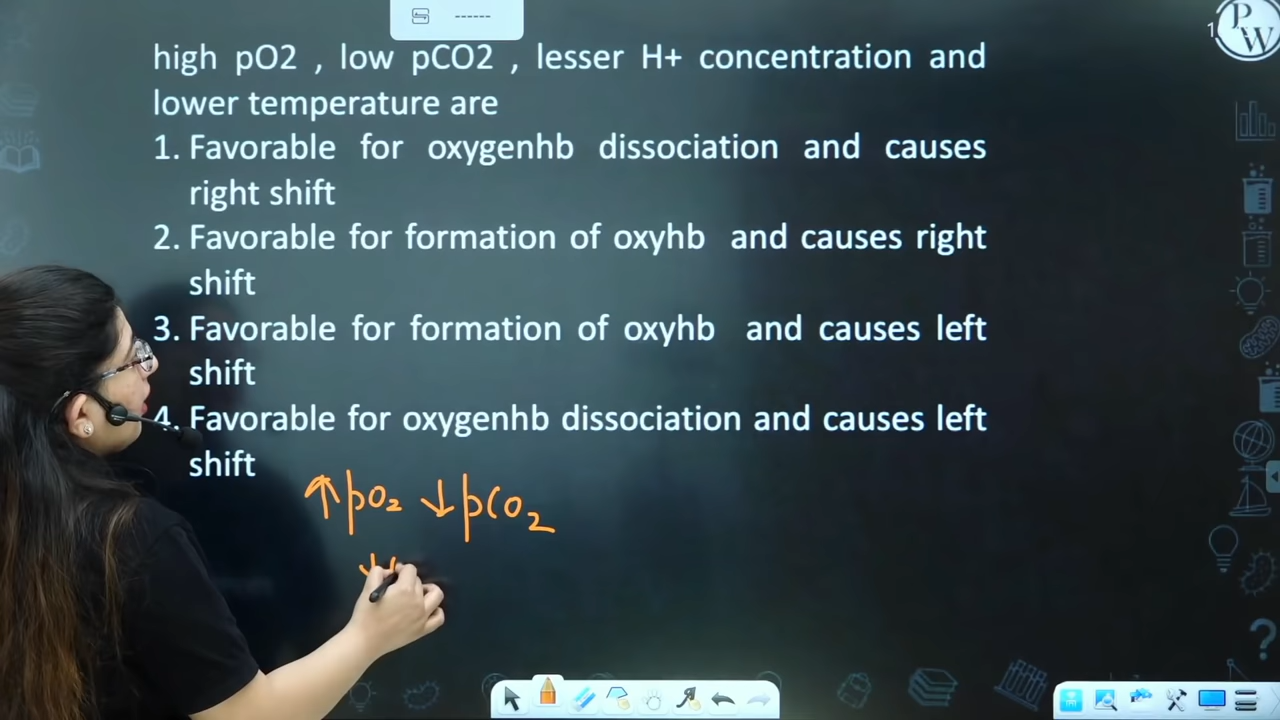 ------
1
PW
high pO2 , low pCO2 , lesser H+ concentration and
lower temperature are
1. Favorable for oxygenhb dissociation and causes
right shift
2. Favorable for formation of oxyhb and causes right
shift
3. Favorable for formation of oxyhb and causes left
shift
4. Favorable for oxygenhb dissociation and causes left
shift
↑pO₂ ↓pCO₂
↓
?